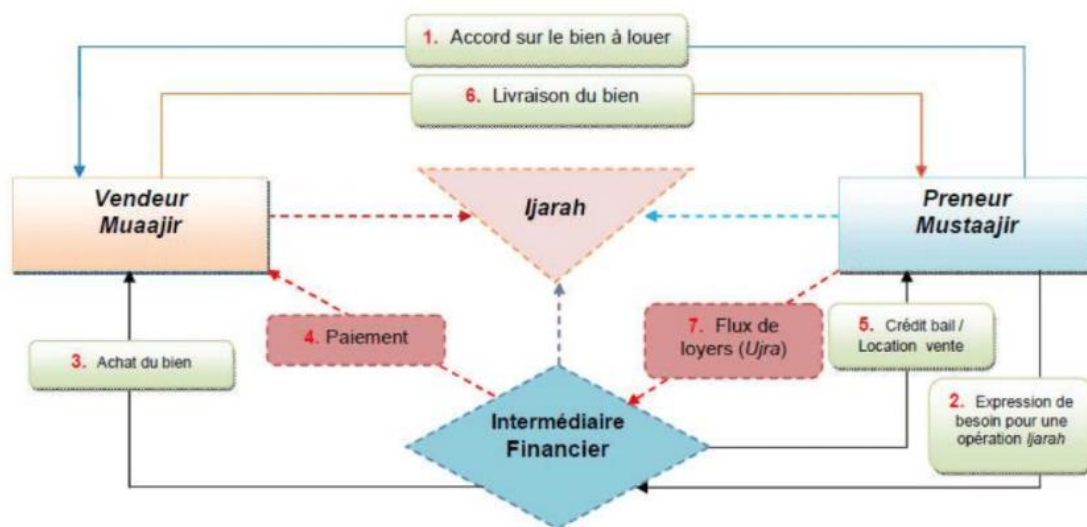 1. Accord sur le bien à louer
6. Livraison du bien
Vendeur
Muaajir
Ijarah
Preneur
Mustaajir
4. Paiement
7. Flux de
loyers (Ujra)
5. Crédit bail /
Location vente
3. Achat du bien
Intermédiaire
Financier
2. Expression de
besoin pour une
opération Ijarah